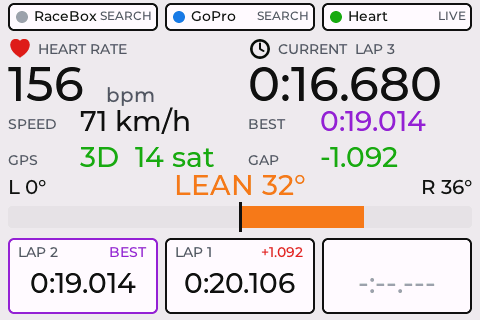 RaceBox SEARCH
GoPro SEARCH
Heart LIVE
HEART RATE
156 bpm
CURRENT LAP 3
0:16.680
SPEED 71 km/h
BEST 0:19.014
GPS 3D 14 sat
GAP -1.092
L 0° LEAN 32° R 36°
LAP 2 BEST
0:19.014
LAP 1 +1.092
0:20.106
-:--.---